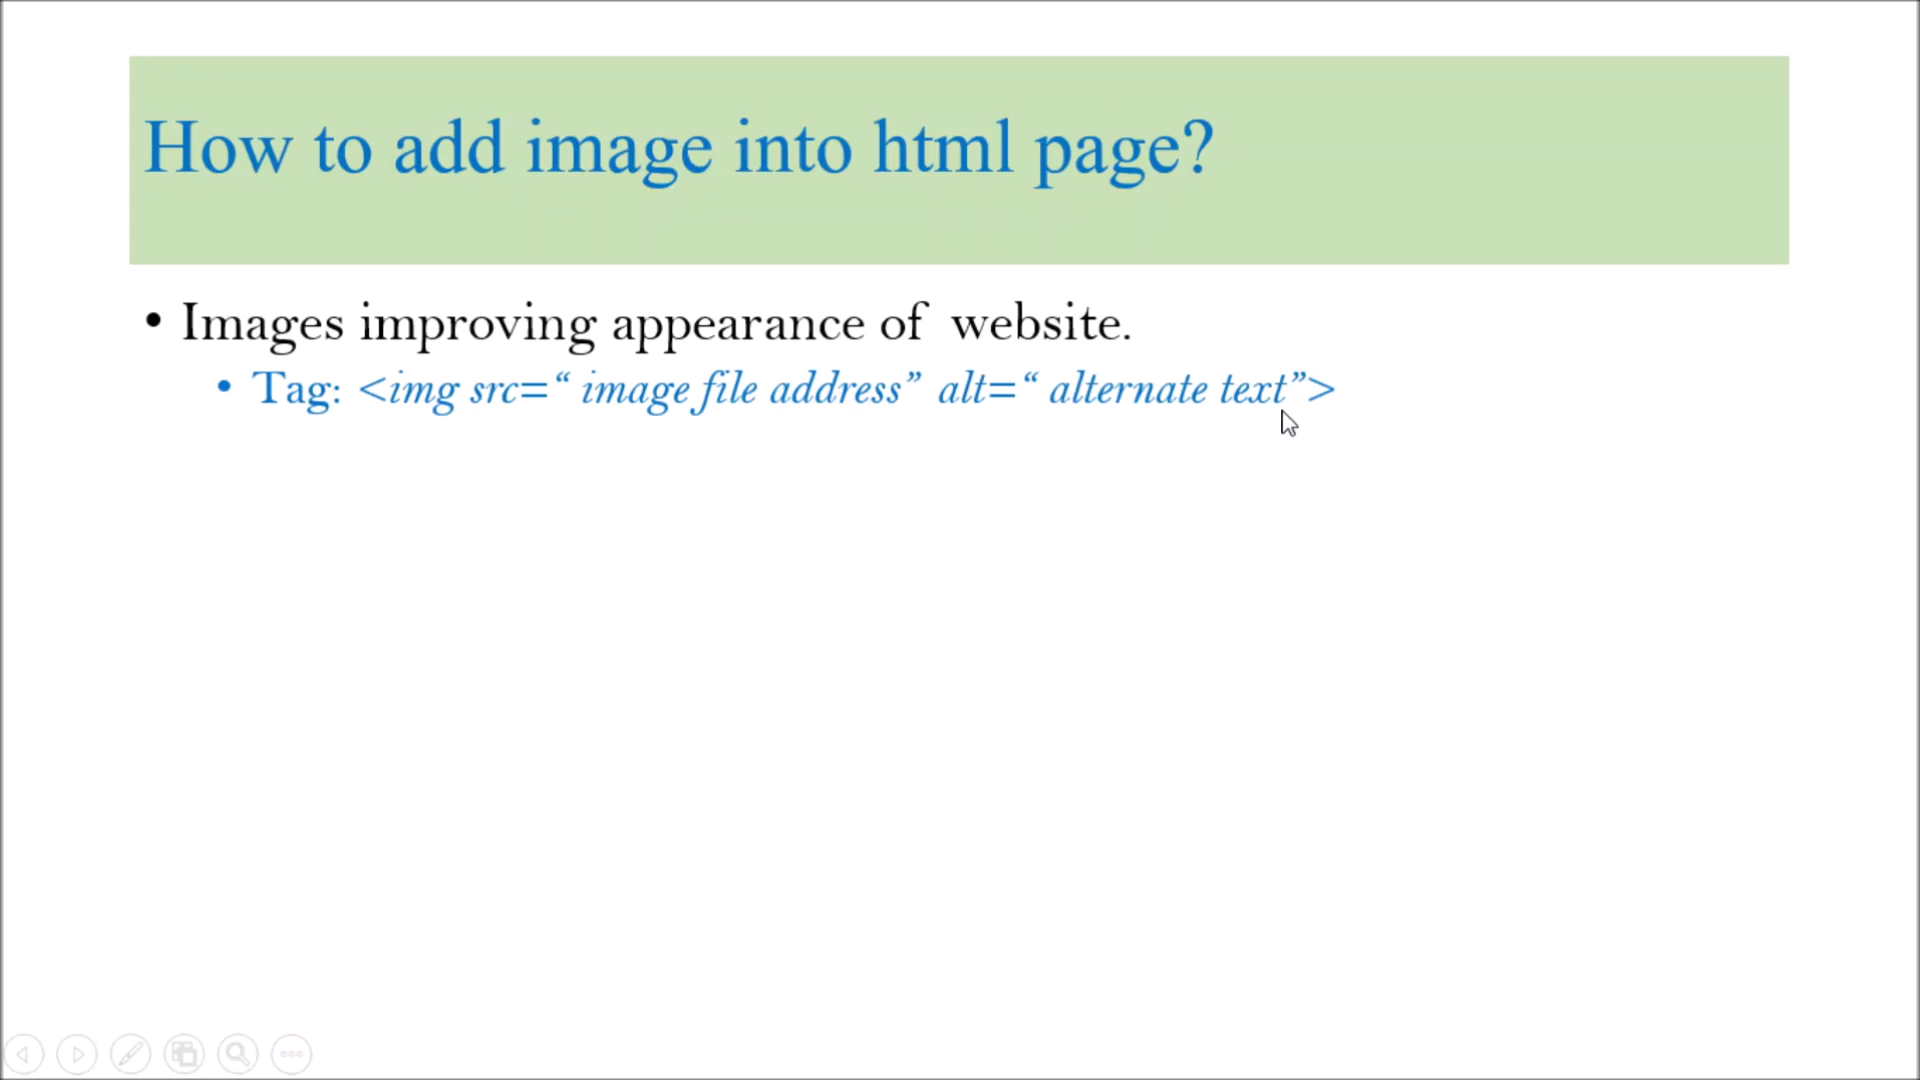 How to add image into html page?
• Images improving appearance of website.
• Tag: <img src=“ image file address” alt=“ alternate text”>